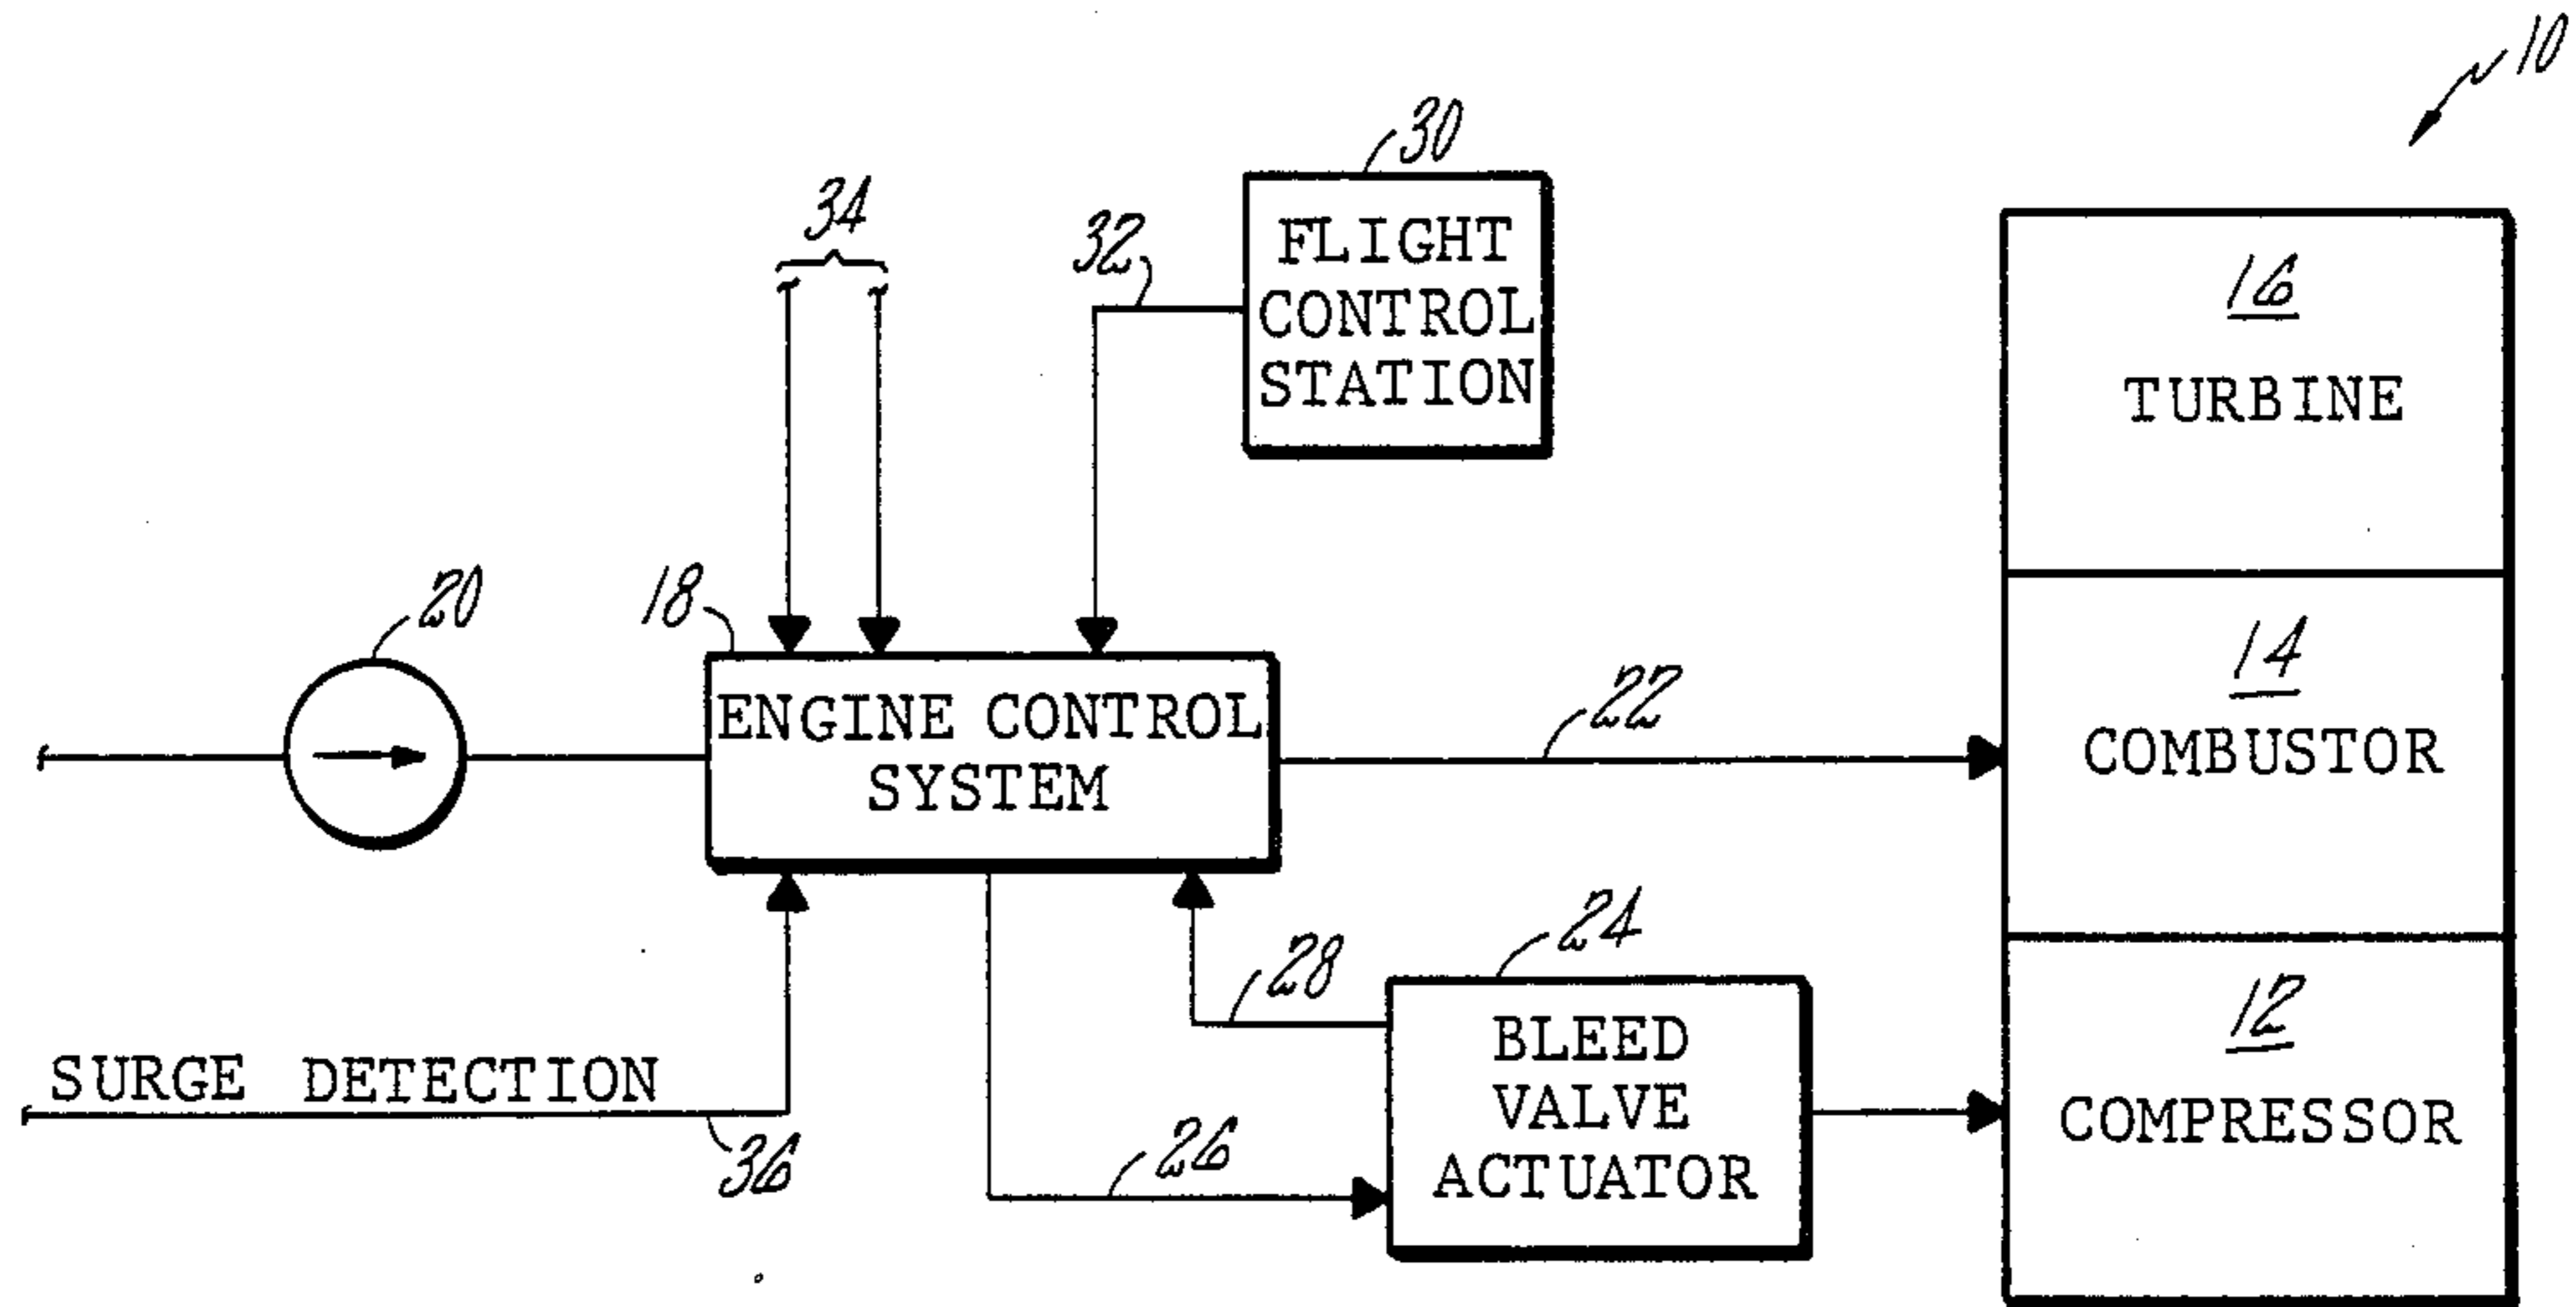 10
30
34
32
FLIGHT
CONTROL
STATION
16
TURBINE
20
18
ENGINE CONTROL
SYSTEM
22
14
COMBUSTOR
24
28
BLEED
VALVE
ACTUATOR
12
COMPRESSOR
SURGE DETECTION
36
26